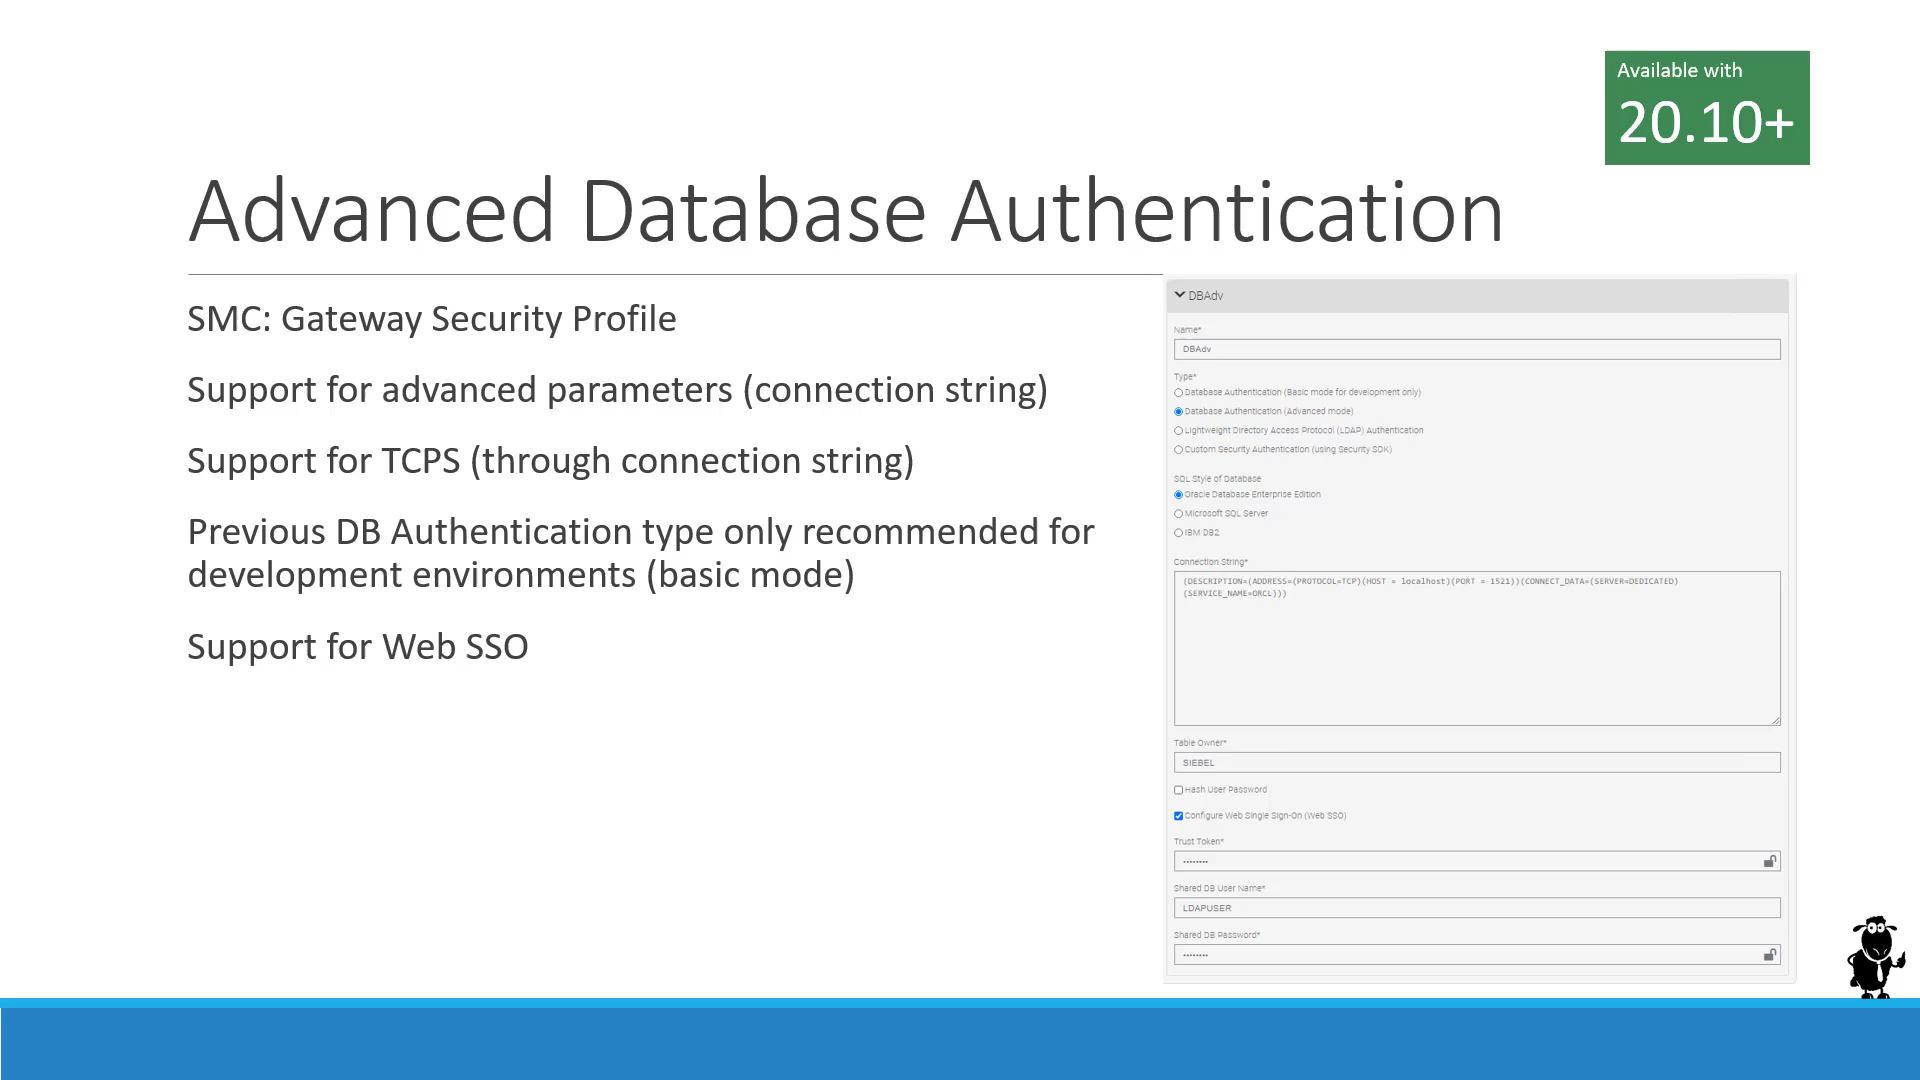 Available with
20.10+
Advanced Database Authentication
SMC: Gateway Security Profile
Support for advanced parameters (connection string)
Support for TCPS (through connection string)
Previous DB Authentication type only recommended for
development environments (basic mode)
Support for Web SSO
DBAdv
Name*
DBAdv
Type*
Database Authentication (Basic mode for development only)
Database Authentication (Advanced mode)
Lightweight Directory Access Protocol (LDAP) Authentication
Custom Security Authentication (using Security SDK)
SQL Style of Database
Oracle Database Enterprise Edition
Microsoft SQL Server
IBM DB2
Connection String*
(DESCRIPTION=(ADDRESS=(PROTOCOL=TCP)(HOST = localhost)(PORT = 1521))(CONNECT_DATA=(SERVER=DEDICATED)
(SERVICE_NAME=ORCL)))
Table Owner*
SIEBEL
Hash User Password
Configure Web Single Sign-On (Web SSO)
Trust Token*
••••••••
Shared DB User Name*
LDAPUSER
Shared DB Password*
••••••••